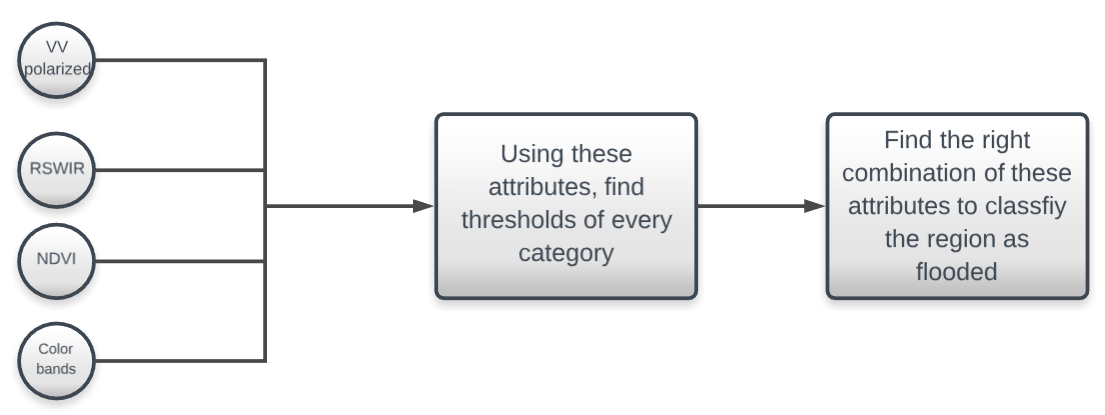 VV
polarized
RSWIR
NDVI
Color
bands
Using these
attributes, find
thresholds of every
category
Find the right
combination of these
attributes to classfiy
the region as
flooded